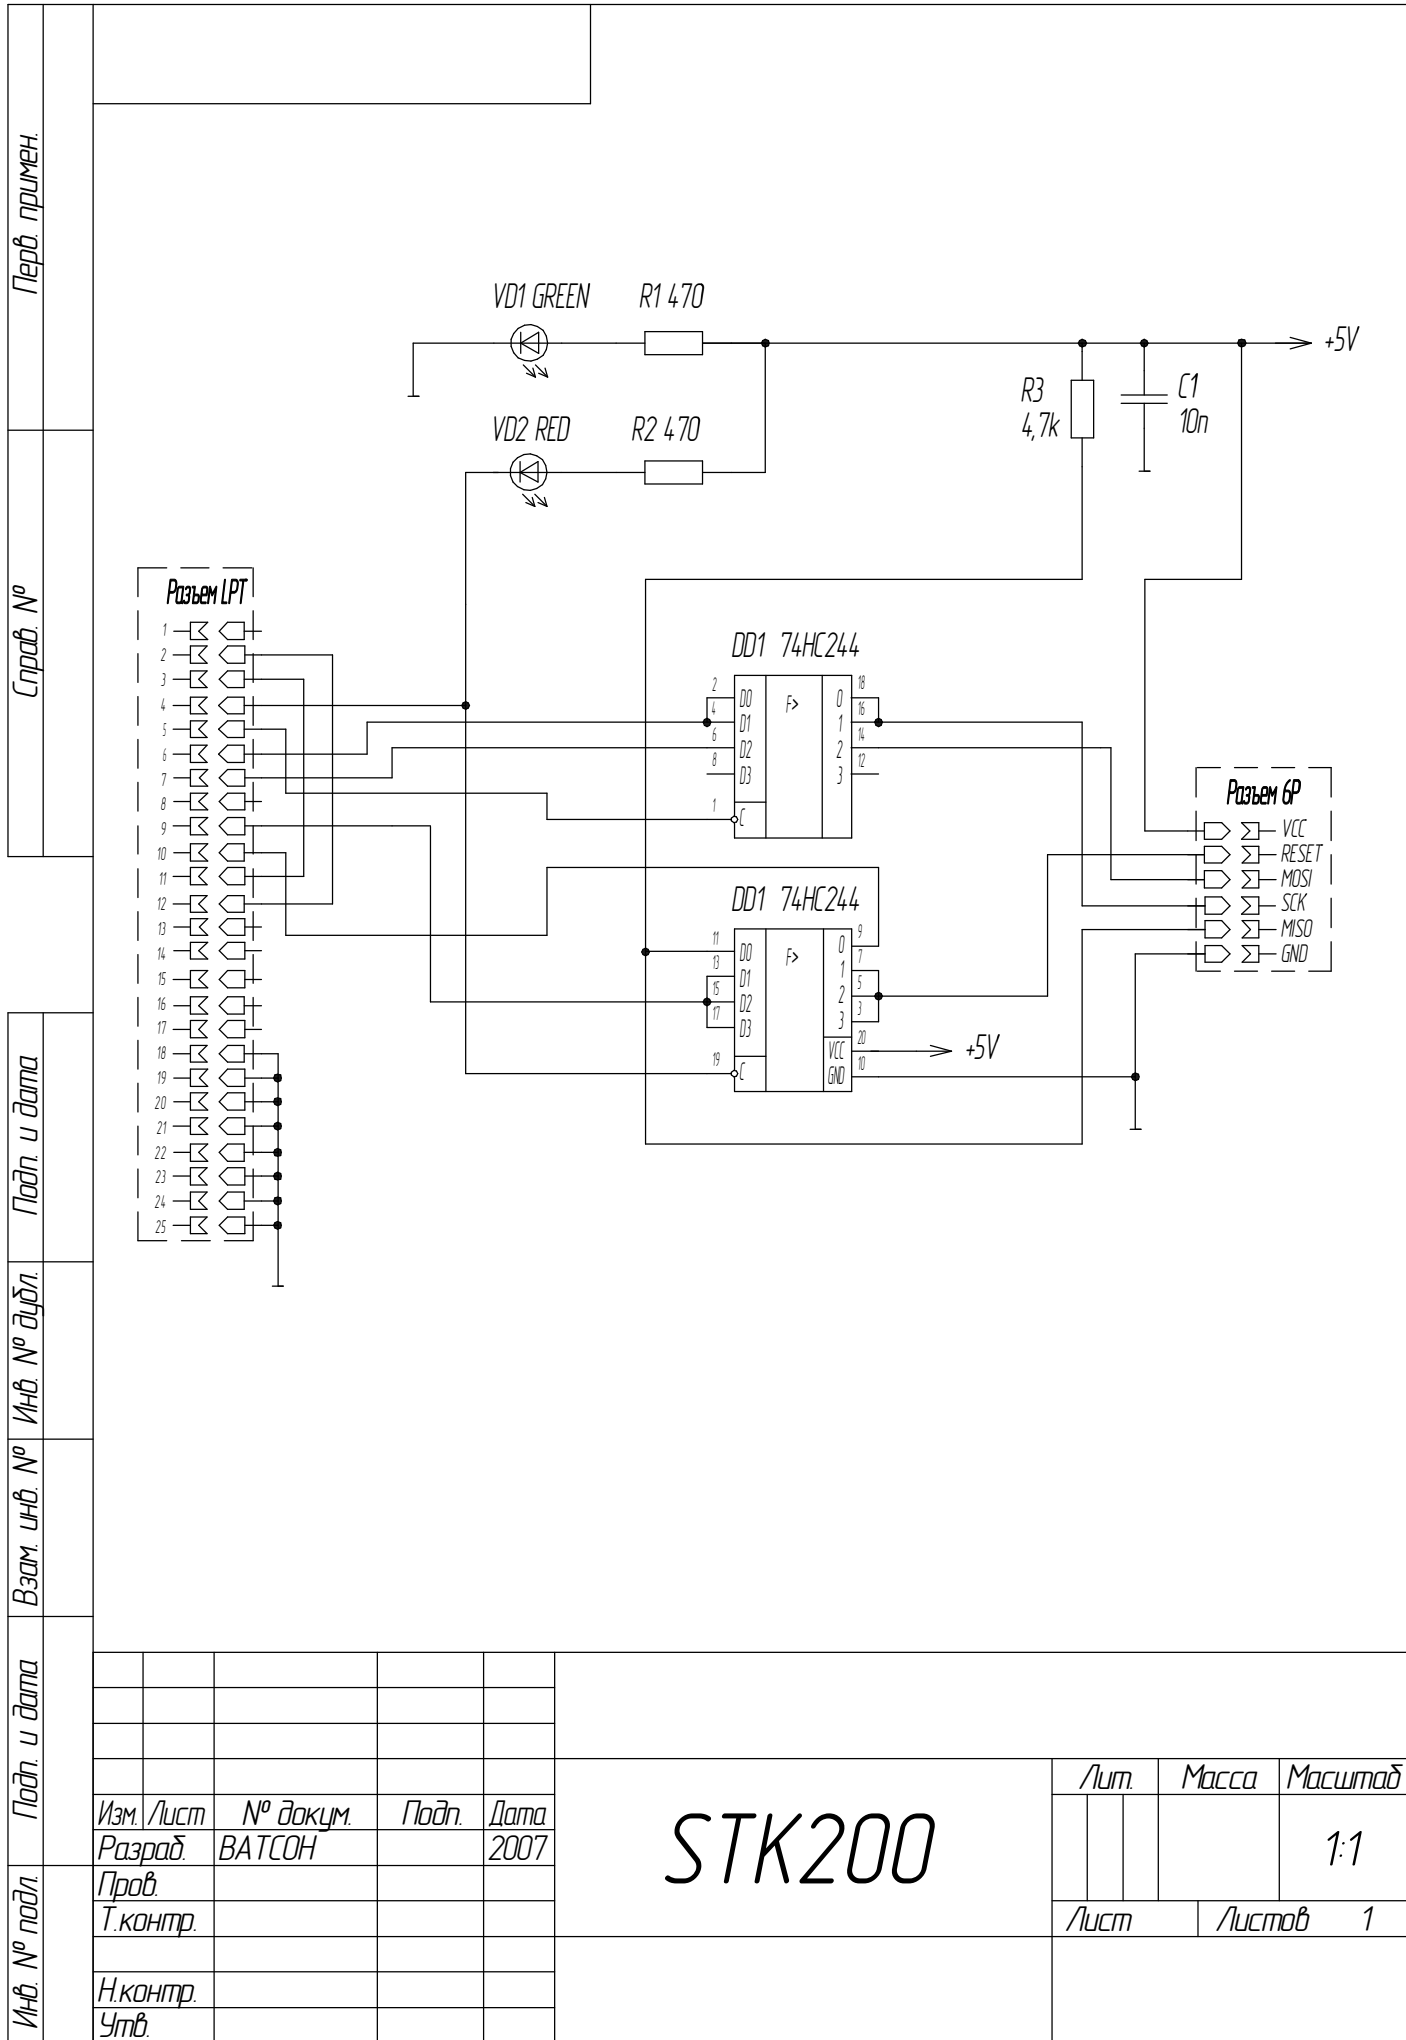 Перв. примен.
Справ. №
Подп. и дата
Инв. № дубл.
Взам. инв. №
Подп. и дата
Инв. № подл.
VD1 GREEN
R1 470
+5V
R3
4,7k
C1
10n
VD2 RED
R2 470
Разъем LPT
1
2
3
4
5
6
7
8
9
10
11
12
13
14
15
16
17
18
19
20
21
22
23
24
25
DD1 74HC244
2 D0 F> 0 18
4 D1 1 16
6 D2 2 14
8 D3 3 12
1 C
DD1 74HC244
11 D0 F> 0 9
13 D1 1 7
15 D2 2 5
17 D3 3 3
VCC 20
19 C GND 10
+5V
Разъем 6P
VCC
RESET
MOSI
SCK
MISO
GND
Изм. Лист № докум. Подп. Дата
Разраб. ВАТСОН 2007
Пров.
Т.контр.
Н.контр.
Утв.
STK200
Лит. Масса Масштаб
1:1
Лист Листов 1